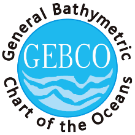 General Bathymetric
GEBCO
Chart of the Oceans